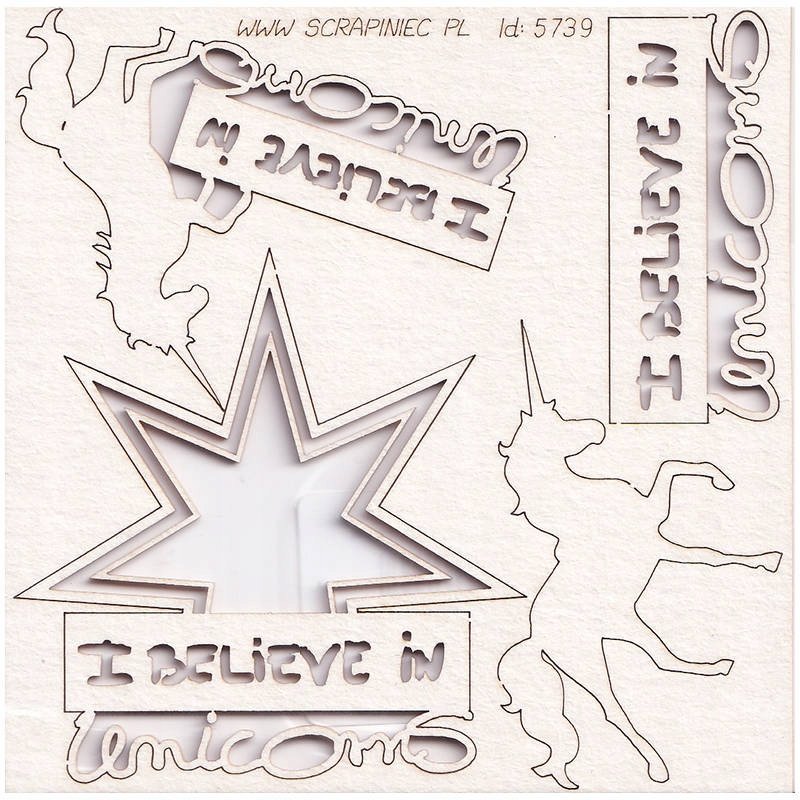 WWW SCRAPINIEC PL Id: 5739
I BELIEVE IN
Unicorns
I BELIEVE IN
Unicorns
I BELIEVE IN
Unicorns